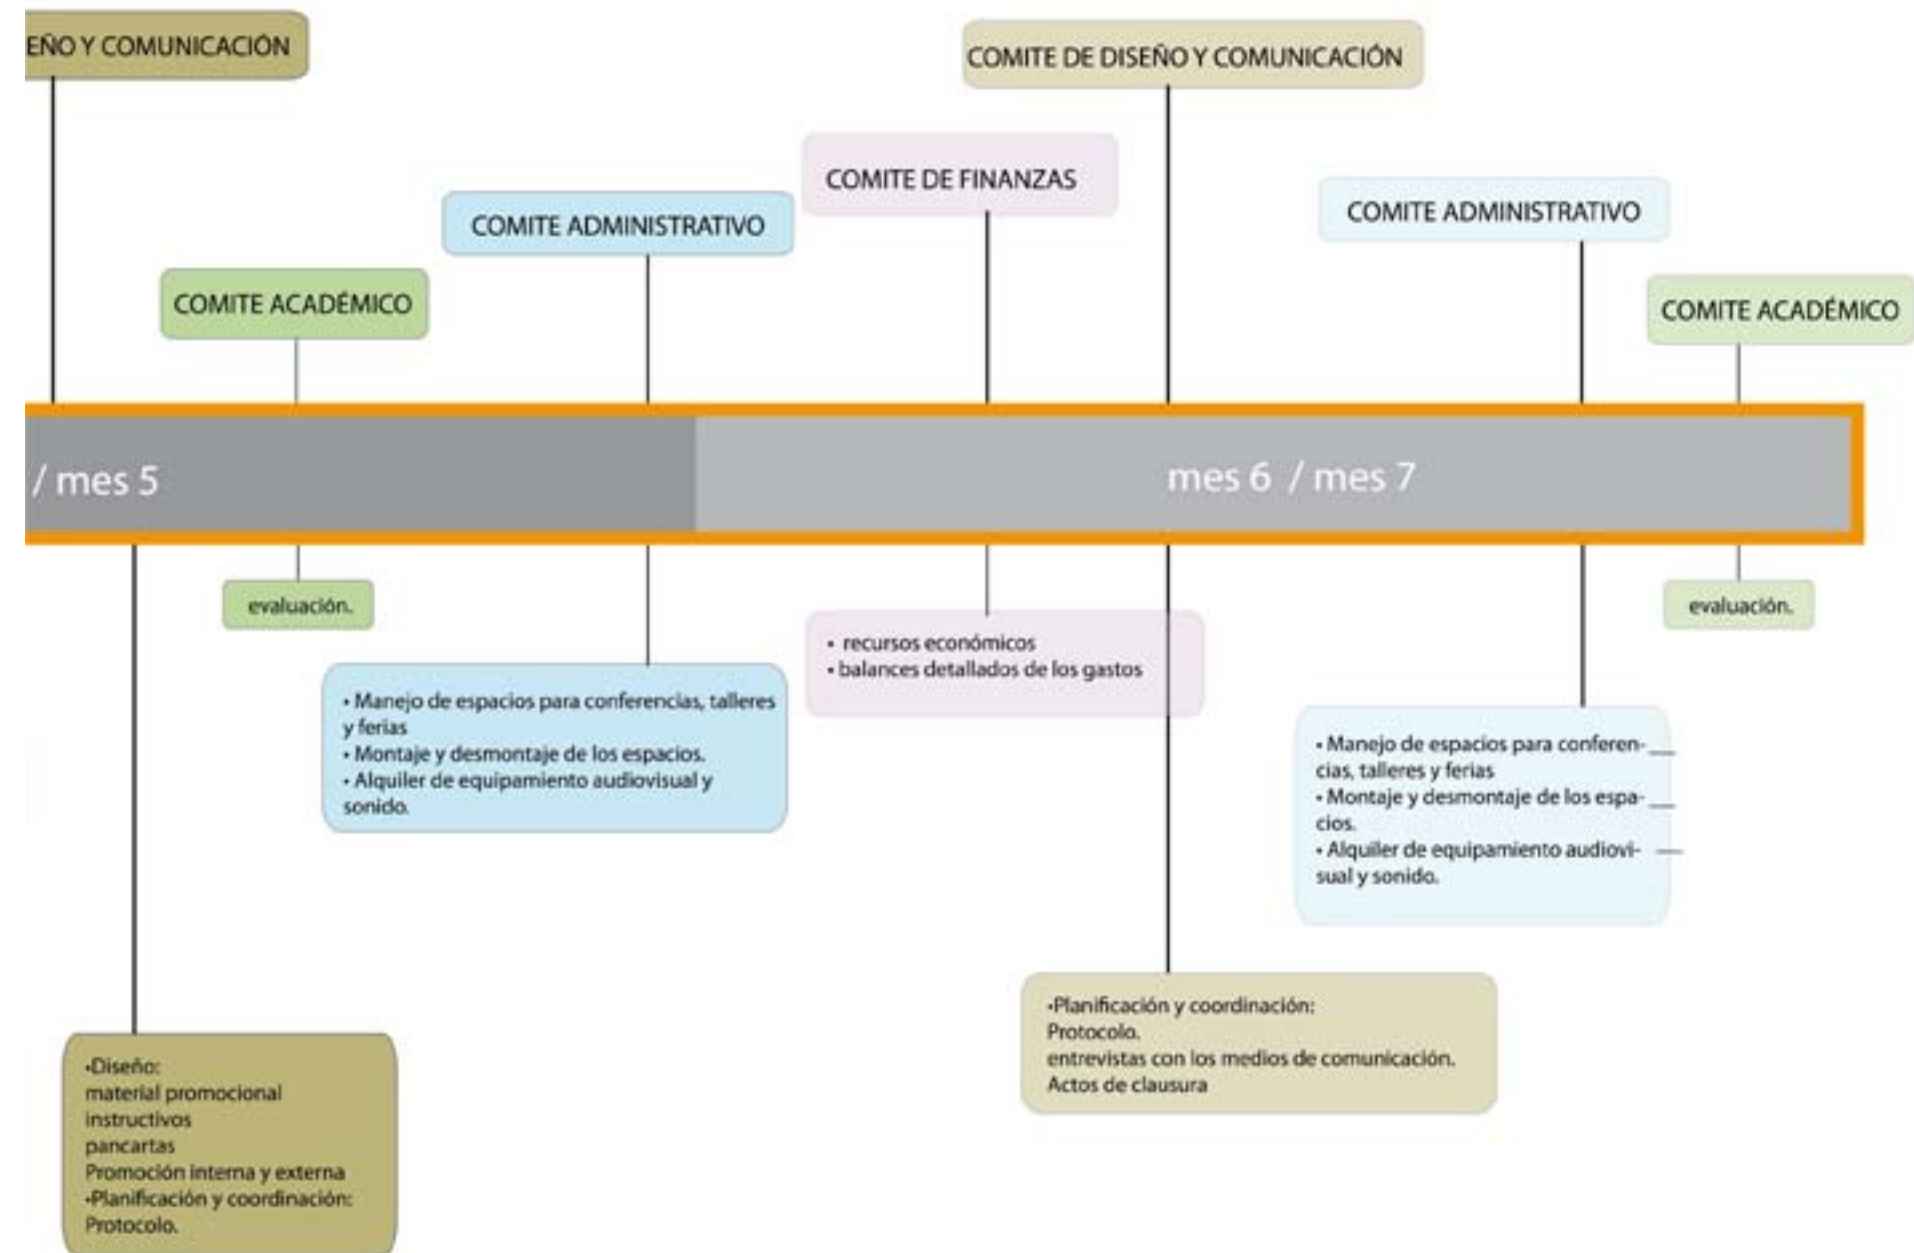 EÑO Y COMUNICACIÓN
COMITE DE DISEÑO Y COMUNICACIÓN
COMITE DE FINANZAS
COMITE ADMINISTRATIVO
COMITE ADMINISTRATIVO
COMITE ACADÉMICO
COMITE ACADÉMICO
/ mes 5
mes 6 / mes 7
evaluación.
evaluación.
• recursos económicos
• balances detallados de los gastos
• Manejo de espacios para conferencias, talleres
y ferias
• Montaje y desmontaje de los espacios.
• Alquiler de equipamiento audiovisual y
sonido.
• Manejo de espacios para conferen-
cias, talleres y ferias
• Montaje y desmontaje de los espa-
cios.
• Alquiler de equipamiento audiovi-
sual y sonido.
•Planificación y coordinación:
Protocolo.
entrevistas con los medios de comunicación.
Actos de clausura
•Diseño:
material promocional
instructivos
pancartas
Promoción interna y externa
•Planificación y coordinación:
Protocolo.